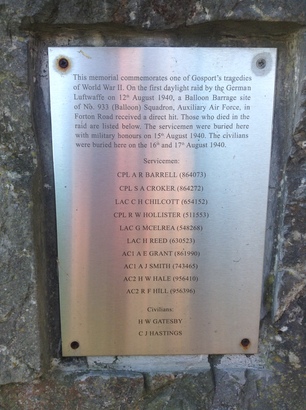 This memorial commemorates one of Gosport's tragedies
of World War II. On the first daylight raid by the German
Luftwaffe on 12th August 1940, a Balloon Barrage site
of No. 933 (Balloon) Squadron, Auxiliary Air Force, in
Forton Road received a direct hit. Those who died in the
raid are listed below. The servicemen were buried here
with military honours on 15th August 1940. The civilians
were buried here on the 16th and 17th August 1940.
Servicemen:
CPL A R BARRELL (864073)
CPL S A CROKER (864272)
LAC C H CHILCOTT (654152)
CPL R W HOLLISTER (511553)
LAC G MCELREA (548268)
LAC H REED (630523)
AC1 A E GRANT (861990)
AC1 A J SMITH (743465)
AC2 H W HALE (956410)
AC2 R F HILL (956396)
Civilians:
H W GATESBY
C J HASTINGS